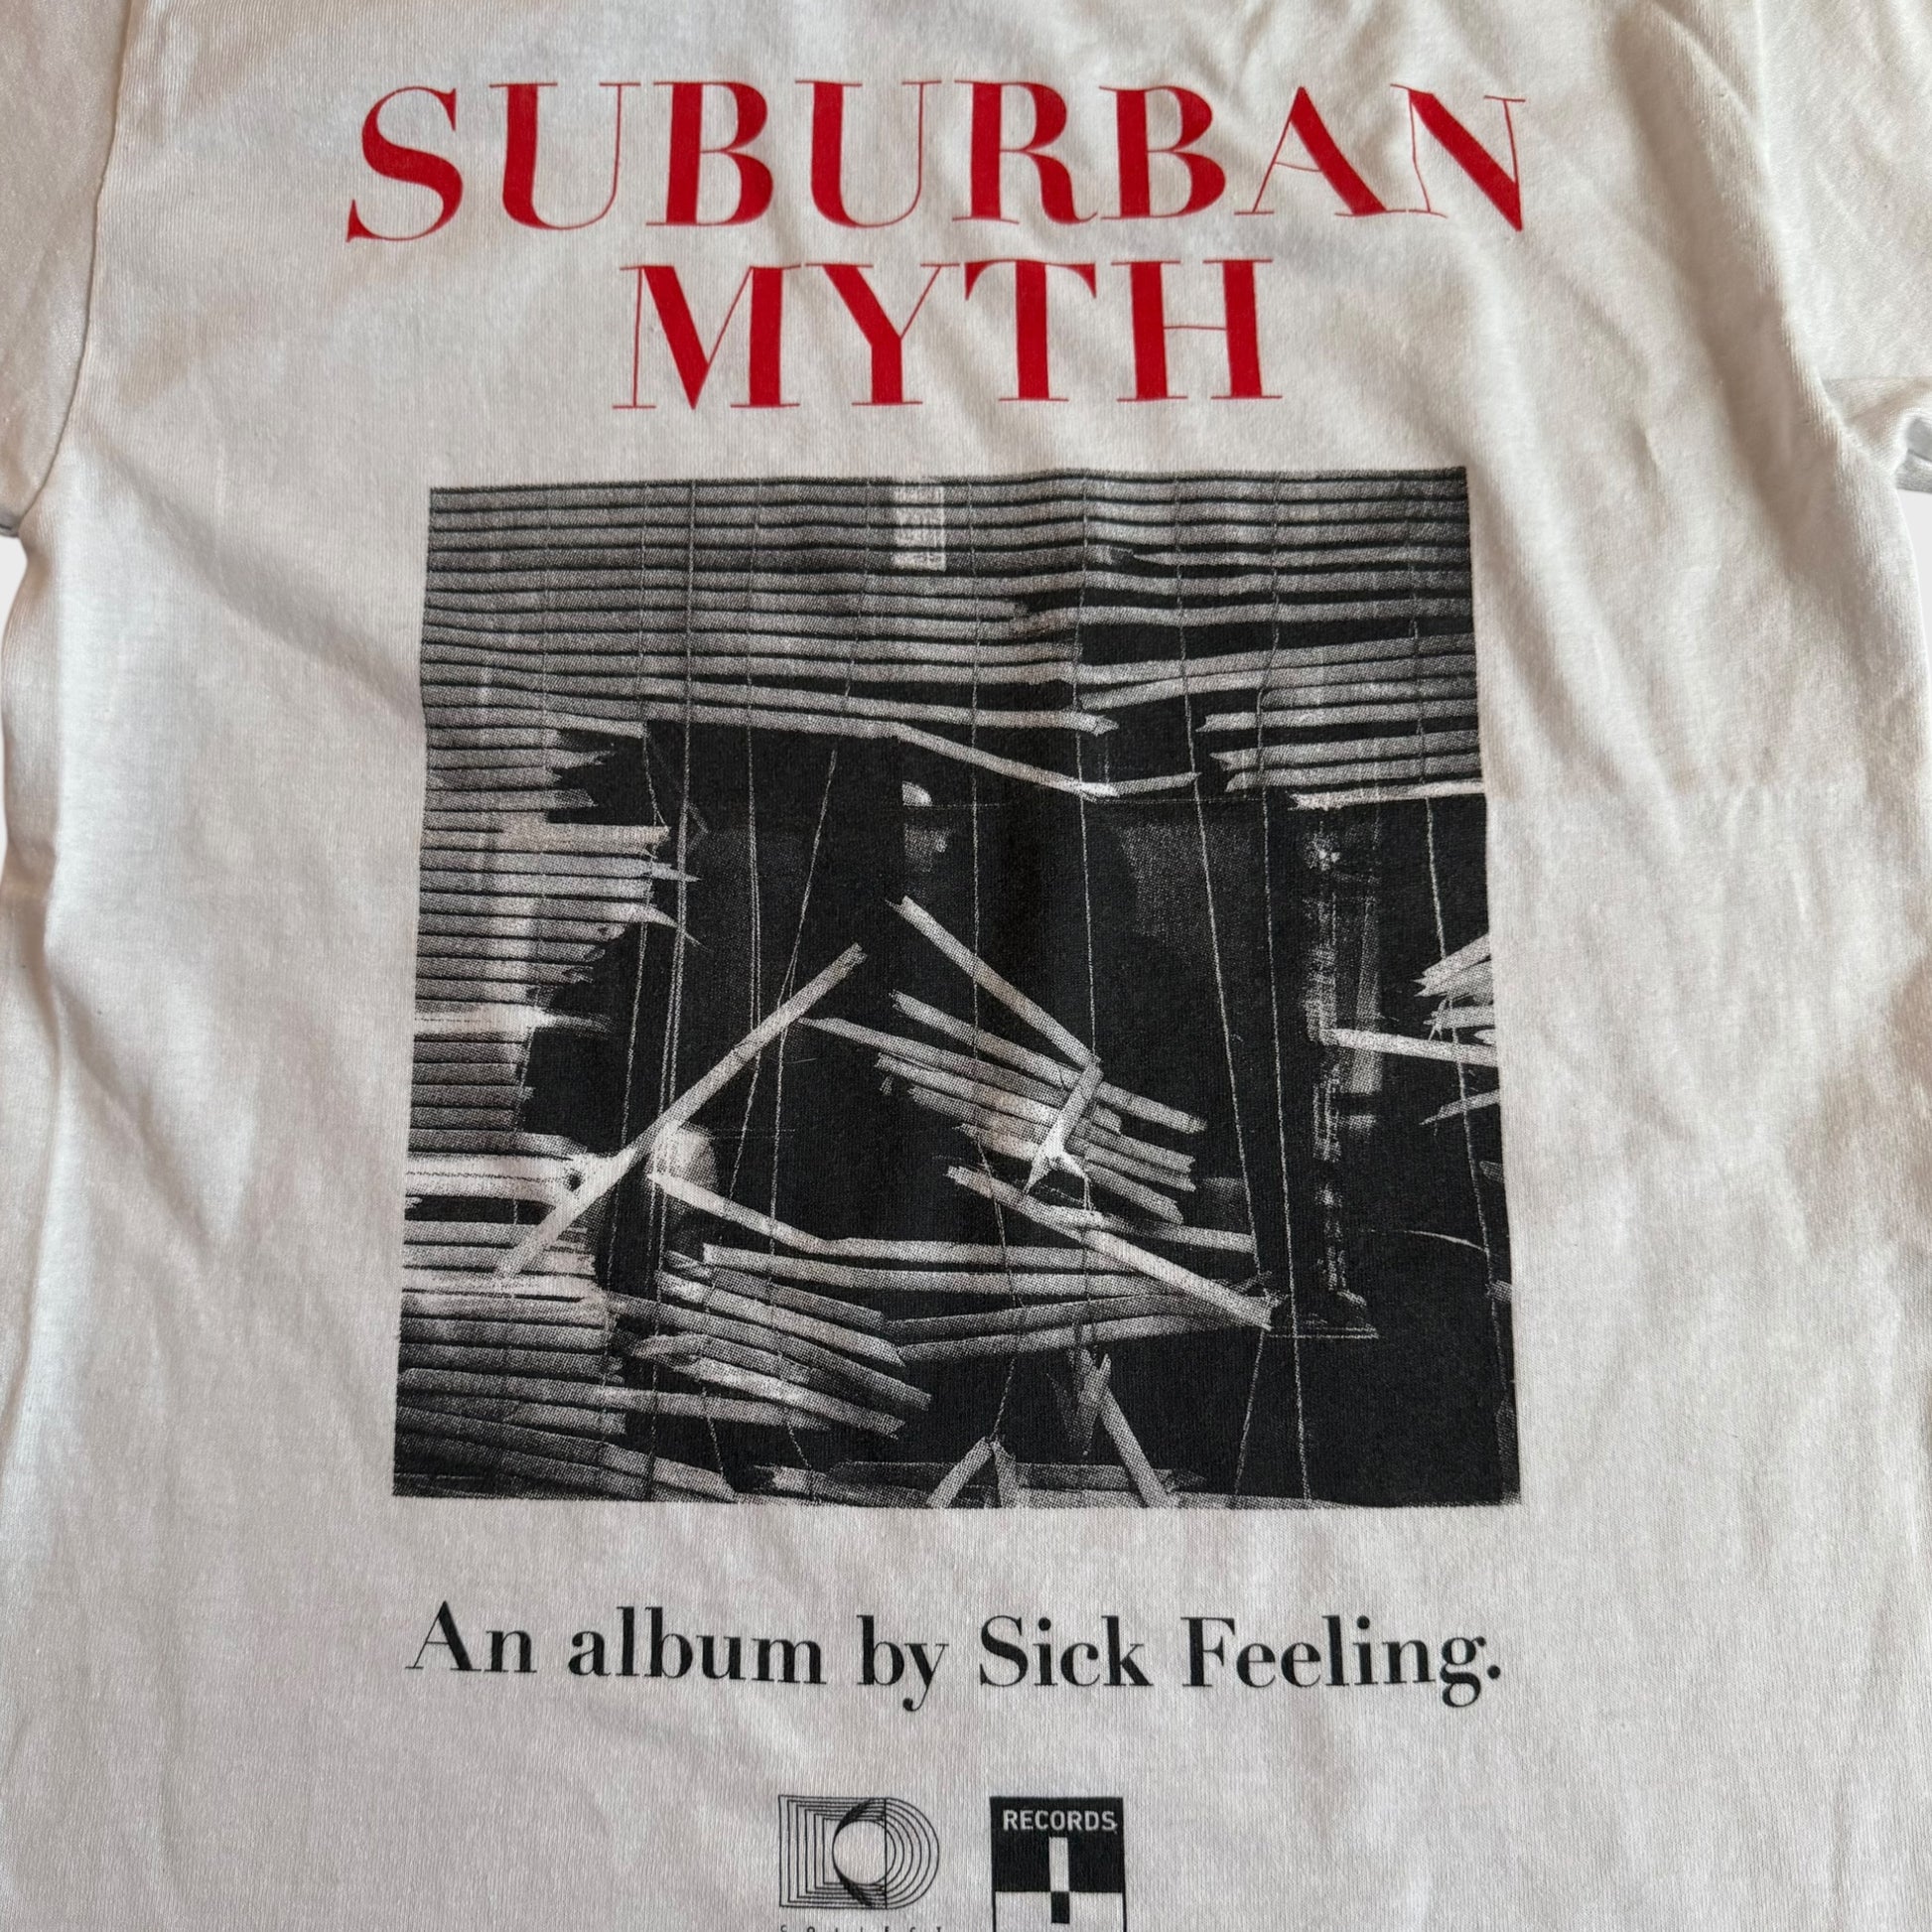 SUBURBAN
MYTH
An album by Sick Feeling.
RECORDS